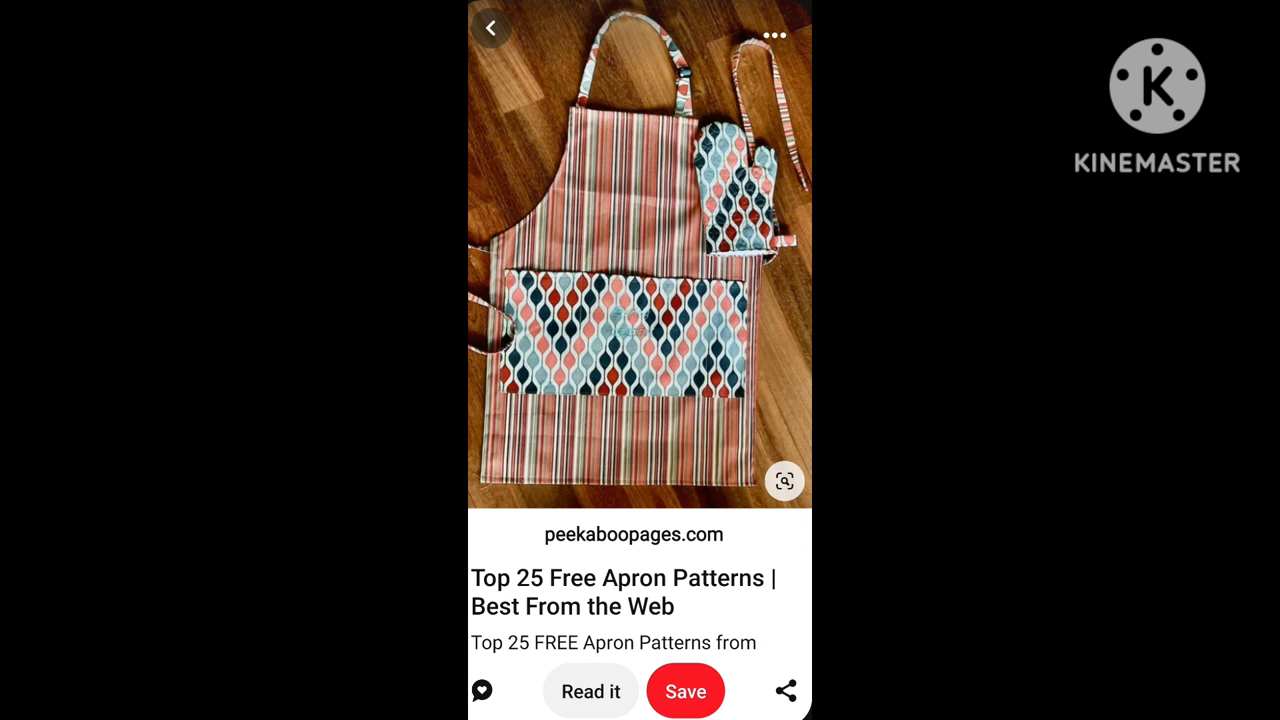 K
KINEMASTER
peekaboopages.com
Top 25 Free Apron Patterns |
Best From the Web
Top 25 FREE Apron Patterns from
Read it
Save